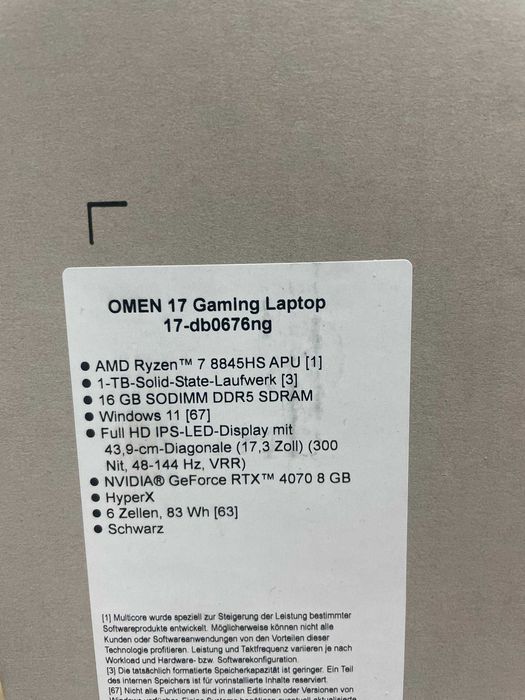 OMEN 17 Gaming Laptop
17-db0676ng
● AMD Ryzen™ 7 8845HS APU [1]
● 1-TB-Solid-State-Laufwerk [3]
● 16 GB SODIMM DDR5 SDRAM
● Windows 11 [67]
● Full HD IPS-LED-Display mit
43,9-cm-Diagonale (17,3 Zoll) (300
Nit, 48-144 Hz, VRR)
● NVIDIA® GeForce RTX™ 4070 8 GB
● HyperX
● 6 Zellen, 83 Wh [63]
● Schwarz
[1] Multicore wurde speziell zur Steigerung der Leistung bestimmter
Softwareprodukte entwickelt. Möglicherweise können nicht alle
Kunden oder Softwareanwendungen von den Vorteilen dieser
Technologie profitieren. Leistung und Taktfrequenz variieren je nach
Workload und Hardware- bzw. Softwarekonfiguration.
[3] Die tatsächlich formatierte Speicherkapazität ist geringer. Ein Teil
des internen Speichers ist für vorinstallierte Inhalte reserviert.
[67] Nicht alle Funktionen sind in allen Editionen oder Versionen von